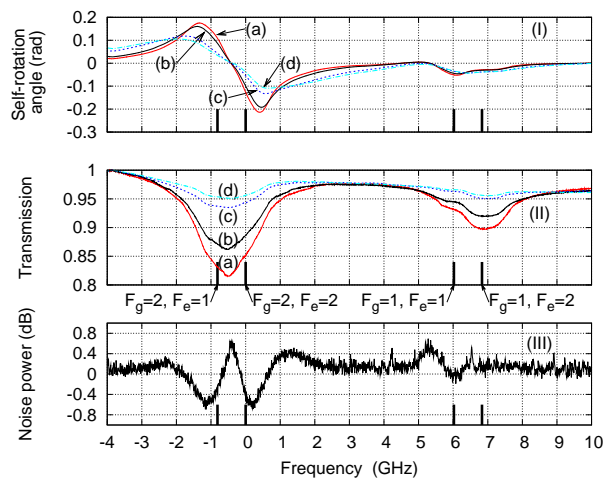 Self-rotation
angle (rad)
0.2
0.1
0
-0.1
-0.2
-0.3
(a)
(b)
(c)
(d)
(I)
Transmission
1
0.95
0.9
0.85
0.8
(d)
(c)
(b)
(a)
(II)
F_g=2, F_e=1
F_g=2, F_e=2
F_g=1, F_e=1
F_g=1, F_e=2
Noise power (dB)
0.8
0.4
0
-0.4
-0.8
(III)
-4 -3 -2 -1 0 1 2 3 4 5 6 7 8 9 10
Frequency (GHz)